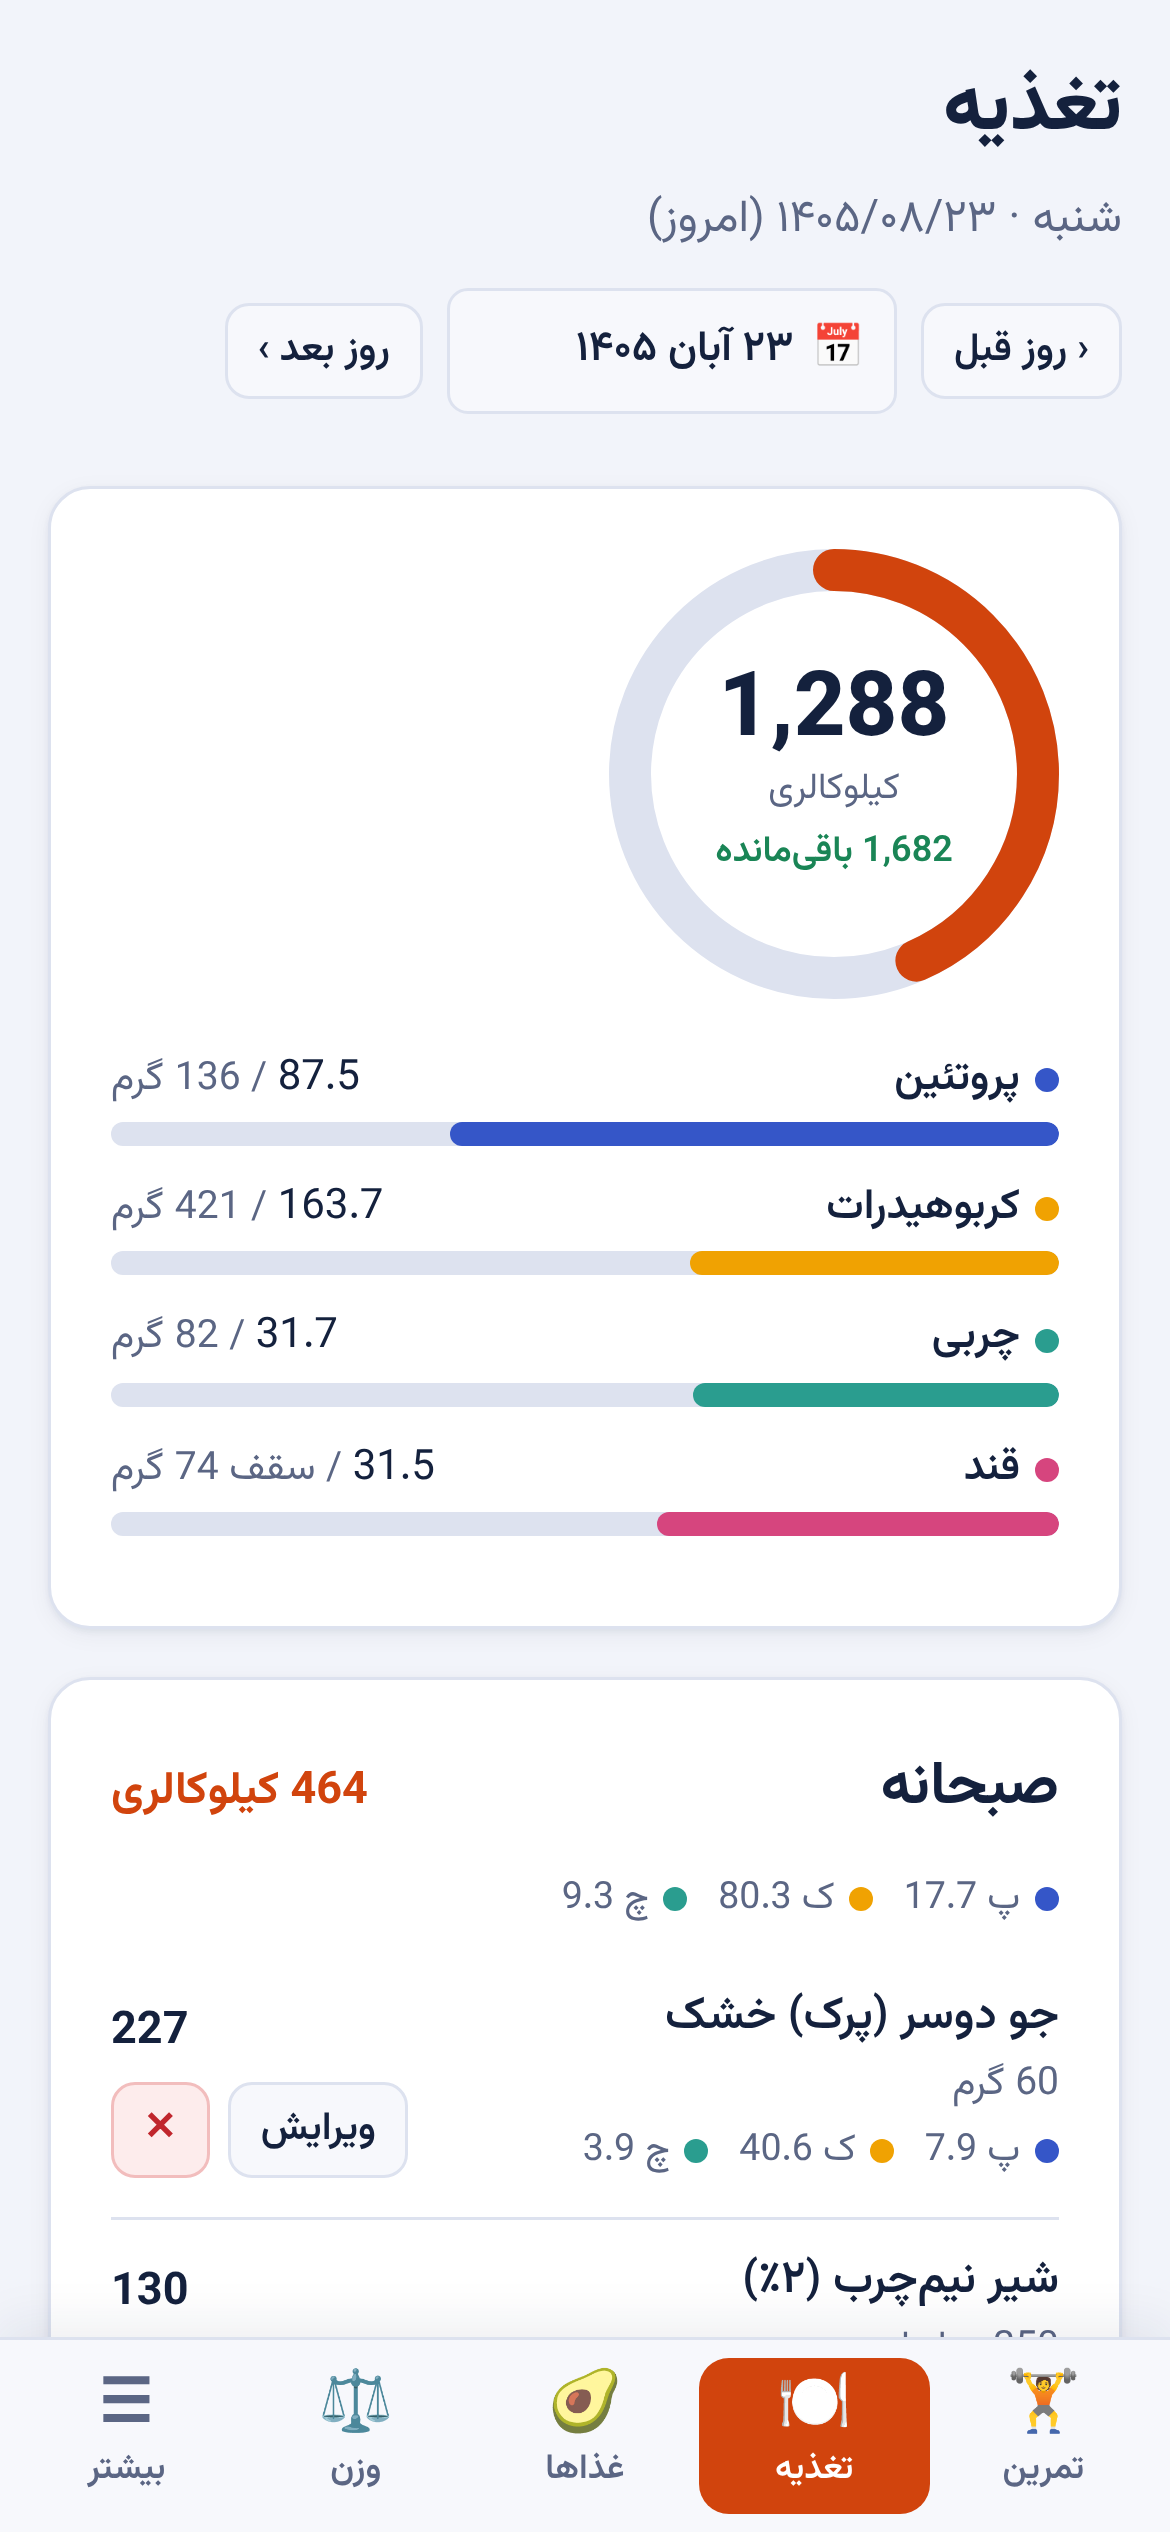 تغذیه
شنبه · ۱۴۰۵/۰۸/۲۳ (امروز)
‹ روز قبل
July 17 ۲۳ آبان ۱۴۰۵
روز بعد ›
1,288
کیلوکالری
1,682 باقی‌مانده
پروتئین 87.5 / 136 گرم
کربوهیدرات 163.7 / 421 گرم
چربی 31.7 / 82 گرم
قند 31.5 / سقف 74 گرم
صبحانه 464 کیلوکالری
پ 17.7 ک 80.3 چ 9.3
جو دوسر (پرک) خشک 227
60 گرم
پ 7.9 ک 40.6 چ 3.9
ویرایش ×
شیر نیم‌چرب (۲٪) 130
تمرین
تغذیه
غذاها
وزن
بیشتر